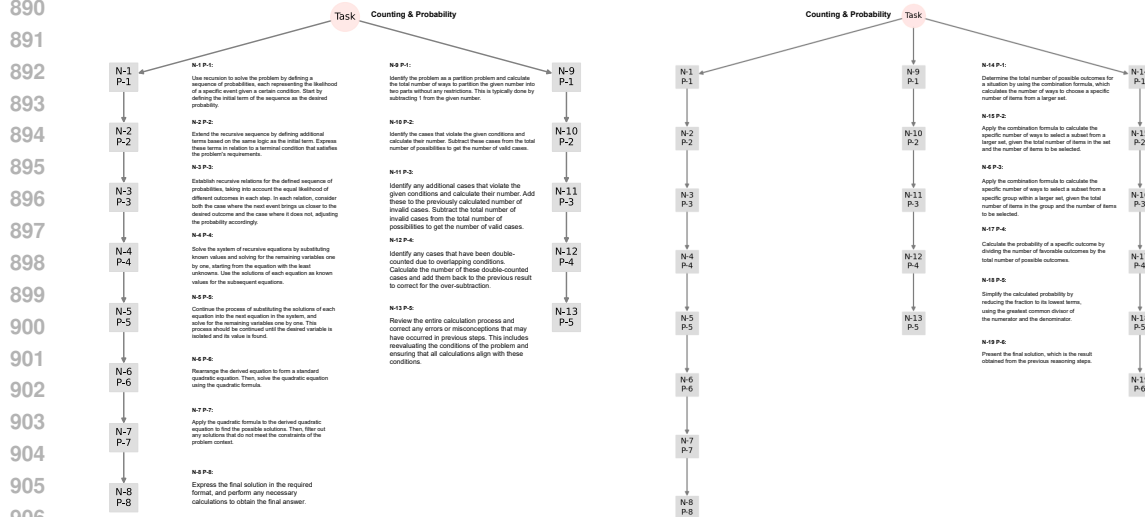 890
891
892
893
894
895
896
897
898
899
900
901
902
903
904
905
906
Task
Counting & Probability
N-1
P-1
N-2
P-2
N-3
P-3
N-4
P-4
N-5
P-5
N-6
P-6
N-7
P-7
N-8
P-8
N-1 P-1:
Use recursion to solve the problem by defining a
sequence of probabilities, each representing the likelihood
of a specific event given a certain condition. Start by
defining the initial term of the sequence as the desired
probability.
N-2 P-2:
Extend the recursive sequence by defining additional
terms based on the same logic as the initial term. Express
these terms in relation to a terminal condition that satisfies
the problem's requirements.
N-3 P-3:
Establish recursive relations for the defined sequence of
probabilities, taking into account the equal likelihood of
different outcomes in each step. In each relation, consider
both the case where the next event brings us closer to the
desired outcome and the case where it does not, adjusting
the probability accordingly.
N-4 P-4:
Solve the system of recursive equations by substituting
known values and solving for the remaining variables one
by one, starting from the equation with the least
unknowns. Use the solutions of each equation as known
values for the subsequent equations.
N-5 P-5:
Continue the process of substituting the solutions of each
equation into the next equation in the system, and
solve for the remaining variables one by one. This
process should be continued until the desired variable is
isolated and its value is found.
N-6 P-6:
Rearrange the derived equation to form a standard
quadratic equation. Then, solve the quadratic equation
using the quadratic formula.
N-7 P-7:
Apply the quadratic formula to the derived quadratic
equation to find the possible solutions. Then, filter out
any solutions that do not meet the constraints of the
problem context.
N-8 P-8:
Express the final solution in the required
format, and perform any necessary
calculations to obtain the final answer.
N-9 P-1:
Identify the problem as a partition problem and calculate
the total number of ways to partition the given number into
two parts without any restrictions. This is typically done by
subtracting 1 from the given number.
N-10 P-2:
Identify the cases that violate the given conditions and
calculate their number. Subtract these cases from the total
number of possibilities to get the number of valid cases.
N-11 P-3:
Identify any additional cases that violate the
given conditions and calculate their number. Add
these to the previously calculated number of
invalid cases. Subtract the total number of
invalid cases from the total number of
possibilities to get the number of valid cases.
N-12 P-4:
Identify any cases that have been double-
counted due to overlapping conditions.
Calculate the number of these double-counted
cases and add them back to the previous result
to correct for the over-subtraction.
N-13 P-5:
Review the entire calculation process and
correct any errors or misconceptions that may
have occurred in previous steps. This includes
reevaluating the conditions of the problem and
ensuring that all calculations align with these
conditions.
N-9
P-1
N-10
P-2
N-11
P-3
N-12
P-4
N-13
P-5
Counting & Probability
Task
N-1
P-1
N-2
P-2
N-3
P-3
N-4
P-4
N-5
P-5
N-6
P-6
N-7
P-7
N-8
P-8
N-9
P-1
N-10
P-2
N-11
P-3
N-12
P-4
N-13
P-5
N-14 P-1:
Determine the total number of possible outcomes for
a situation by using the combination formula, which
calculates the number of ways to choose a specific
number of items from a larger set.
N-15 P-2:
Apply the combination formula to calculate the
specific number of ways to select a subset from a
larger set, given the total number of items in the set
and the number of items to be selected.
N-6 P-3:
Apply the combination formula to calculate the
specific number of ways to select a subset from a
specific group within a larger set, given the total
number of items in the group and the number of items
to be selected.
N-17 P-4:
Calculate the probability of a specific outcome by
dividing the number of favorable outcomes by the
total number of possible outcomes.
N-18 P-5:
Simplify the calculated probability by
reducing the fraction to its lowest terms,
using the greatest common divisor of
the numerator and the denominator.
N-19 P-6:
Present the final solution, which is the result
obtained from the previous reasoning steps.